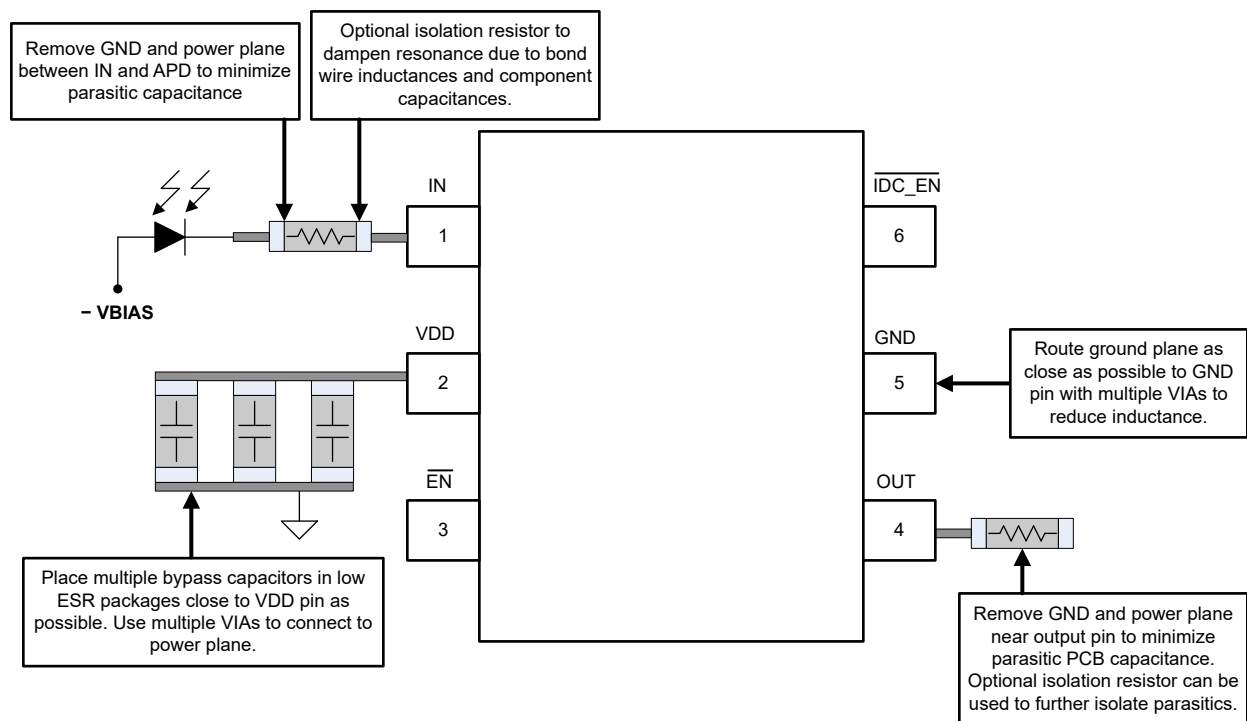 Remove GND and power plane
between IN and APD to minimize
parasitic capacitance
Optional isolation resistor to
dampen resonance due to bond
wire inductances and component
capacitances.
IN
1
− VBIAS
VDD
2
EN
3
Place multiple bypass capacitors in low
ESR packages close to VDD pin as
possible. Use multiple VIAs to connect to
power plane.
IDC_EN
6
GND
5
Route ground plane as
close as possible to GND
pin with multiple VIAs to
reduce inductance.
OUT
4
Remove GND and power plane
near output pin to minimize
parasitic PCB capacitance.
Optional isolation resistor can be
used to further isolate parasitics.